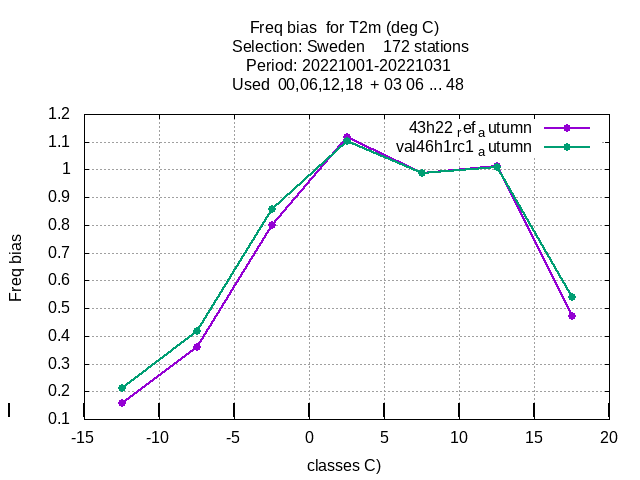 Freq bias  for T2m (deg C)
Selection: Sweden    172 stations
Period: 20221001-20221031
Used  00,06,12,18  + 03 06 ... 48
43h22 ref autumn
val46h1rc1 autumn
1.2
1.1
1
0.9
0.8
0.7
0.6
0.5
0.4
0.3
0.2
0.1
Freq bias
-15 -10 -5 0 5 10 15 20
classes C)